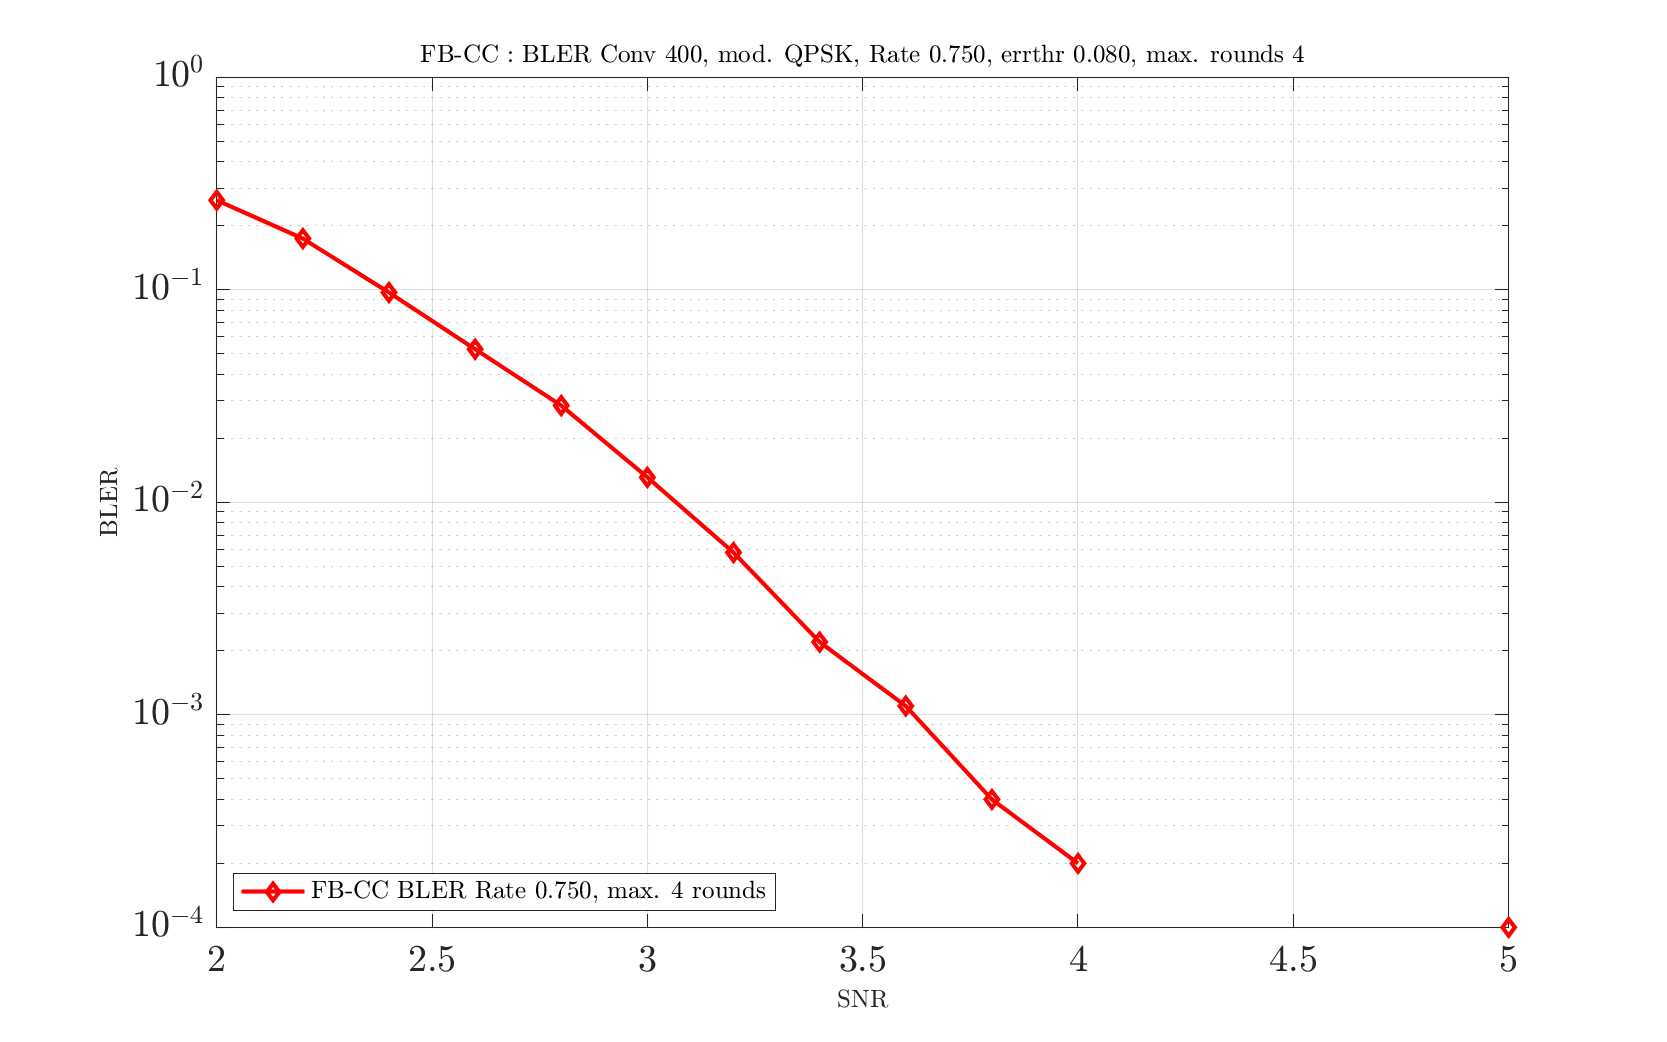 FB-CC : BLER Conv 400, mod. QPSK, Rate 0.750, errthr 0.080, max. rounds 4
10⁰
10⁻¹
10⁻²
10⁻³
10⁻⁴
BLER
FB-CC BLER Rate 0.750, max. 4 rounds
2 2.5 3 3.5 4 4.5 5
SNR